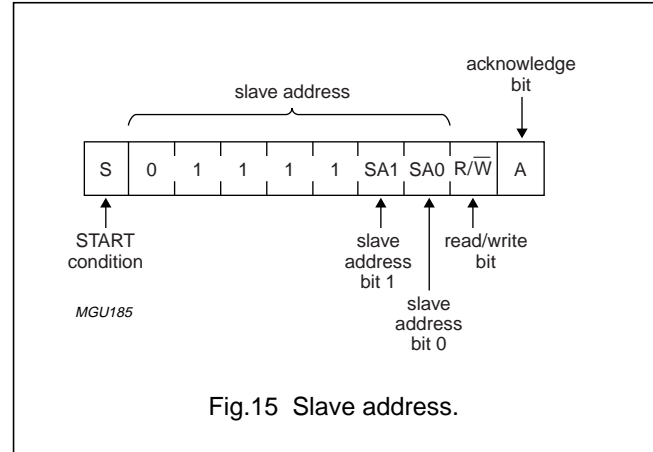 acknowledge
bit
slave address
S 0 1 1 1 1 SA1 SA0 R/W̅ A
START
condition
slave
address
bit 1
read/write
bit
slave
address
bit 0
MGU185
Fig.15 Slave address.